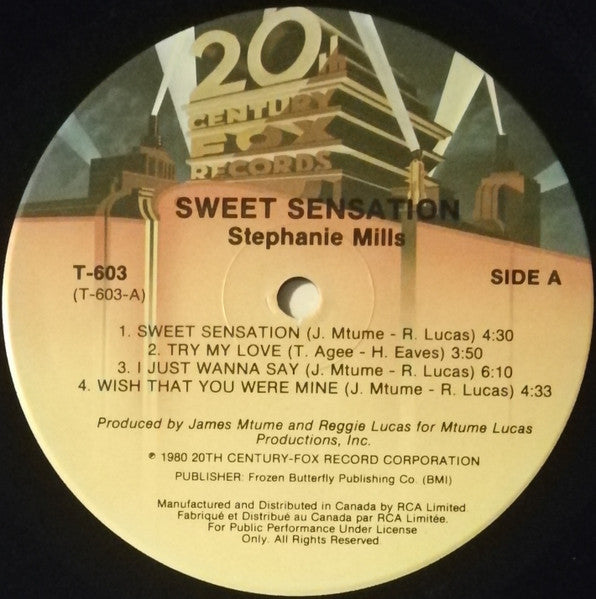 20th
CENTURY
FOX
RECORDS
SWEET SENSATION
Stephanie Mills
T-603
SIDE A
(T-603-A)
1. SWEET SENSATION (J. Mtume - R. Lucas) 4:30
2. TRY MY LOVE (T. Agee - H. Eaves) 3:50
3. I JUST WANNA SAY (J. Mtume - R. Lucas) 6:10
4. WISH THAT YOU WERE MINE (J. Mtume - R. Lucas) 4:33
Produced by James Mtume and Reggie Lucas for Mtume Lucas
Productions, Inc.
℗ 1980 20TH CENTURY-FOX RECORD CORPORATION
PUBLISHER: Frozen Butterfly Publishing Co. (BMI)
Manufactured and Distributed in Canada by RCA Limited
Fabriqué et Distribué au Canada par RCA Limitée.
For Public Performance Under License
Only. All Rights Reserved